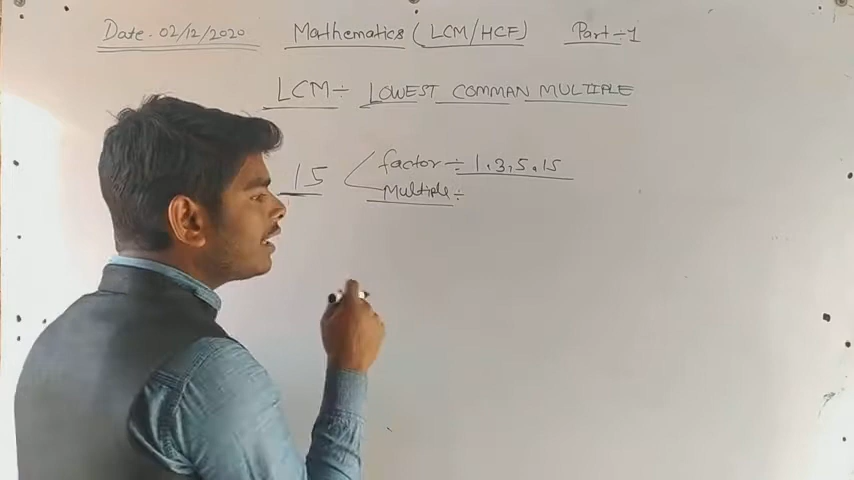 Date. 02/12/2020 Mathematics (LCM/HCF) Part÷1
LCM÷ LOWEST COMMAN MULTIPLE
15 factor÷ 1,3,5,15
Multiple÷